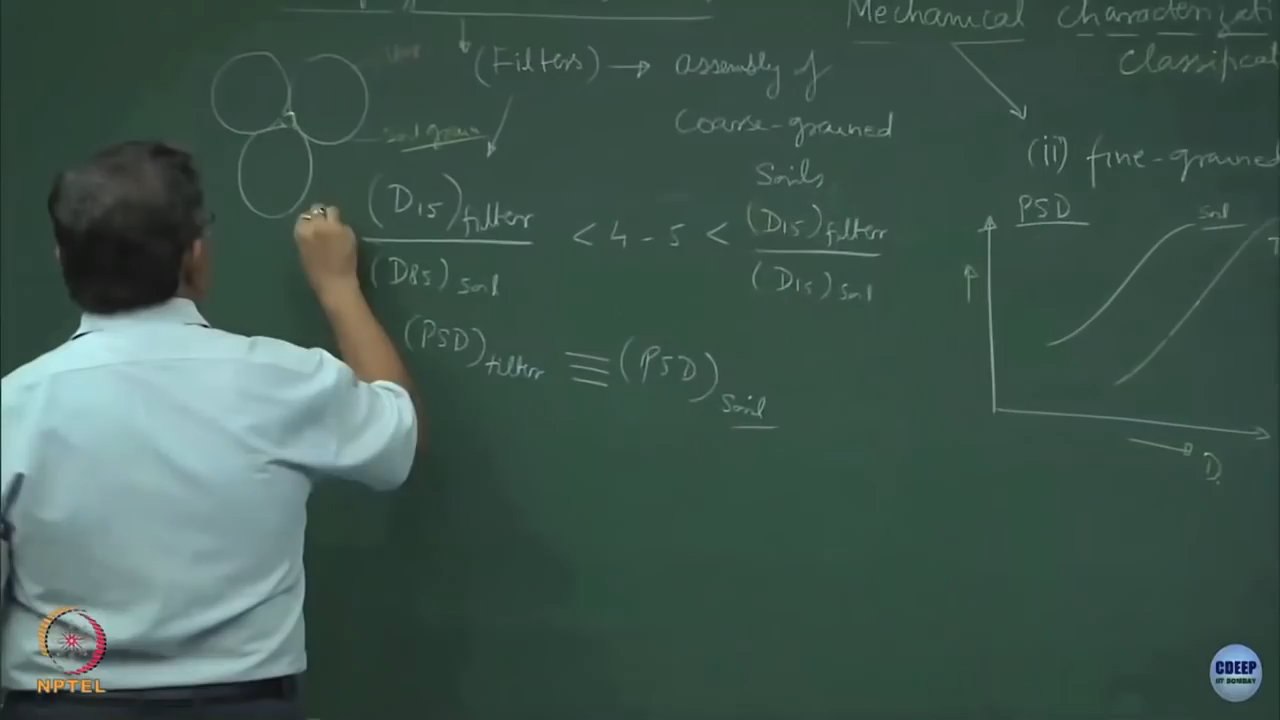 Mechanical characterizati
classifical
(Filters) → assembly of
coarse-grained
Soils
soil grain
(ii) fine-grained
(D15)filter / (D85)soil < 4 - 5 < (D15)filter / (D15)soil
(PSD)filter ≡ (PSD)Soil
PSD
Soil
D
NPTEL
CDEEP
IIT BOMBAY